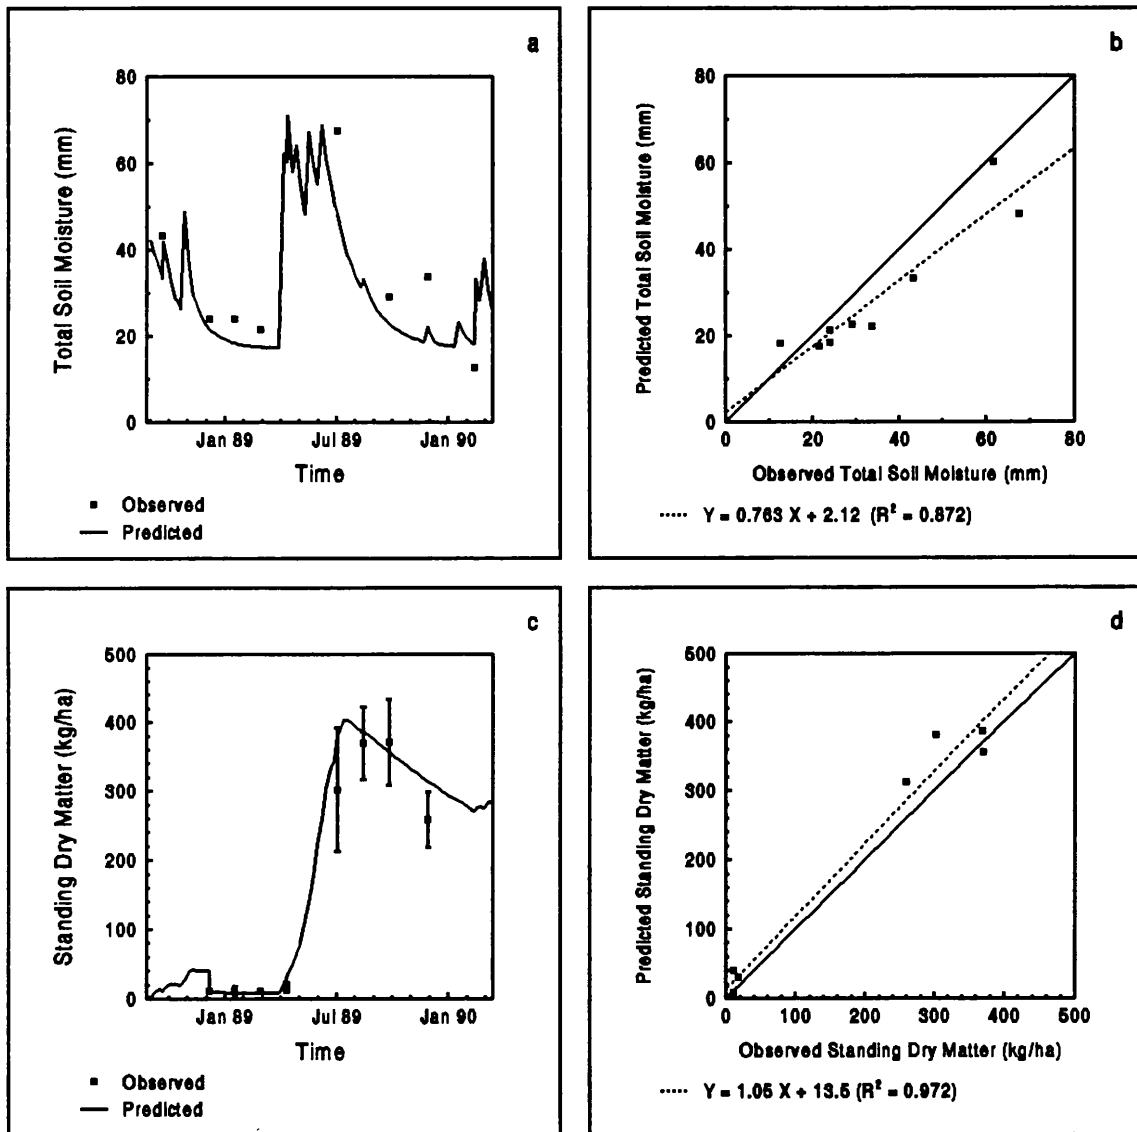 a
Total Soil Moisture (mm)
80
60
40
20
0
Jan 89 Jul 89 Jan 90
Time
Observed
Predicted
b
Predicted Total Soil Moisture (mm)
80
60
40
20
0
0 20 40 60 80
Observed Total Soil Moisture (mm)
Y = 0.763 X + 2.12 (R² = 0.872)
c
Standing Dry Matter (kg/ha)
500
400
300
200
100
0
Jan 89 Jul 89 Jan 90
Time
Observed
Predicted
d
Predicted Standing Dry Matter (kg/ha)
500
400
300
200
100
0
0 100 200 300 400 500
Observed Standing Dry Matter (kg/ha)
Y = 1.05 X + 13.5 (R² = 0.972)